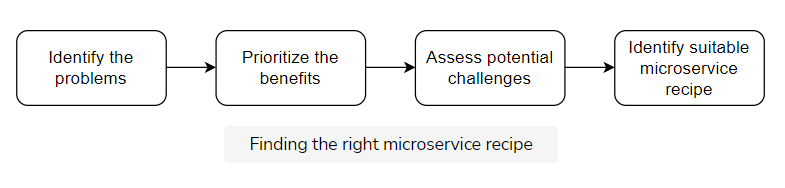 Identify the
problems
Prioritize the
benefits
Assess potential
challenges
Identify suitable
microservice
recipe
Finding the right microservice recipe